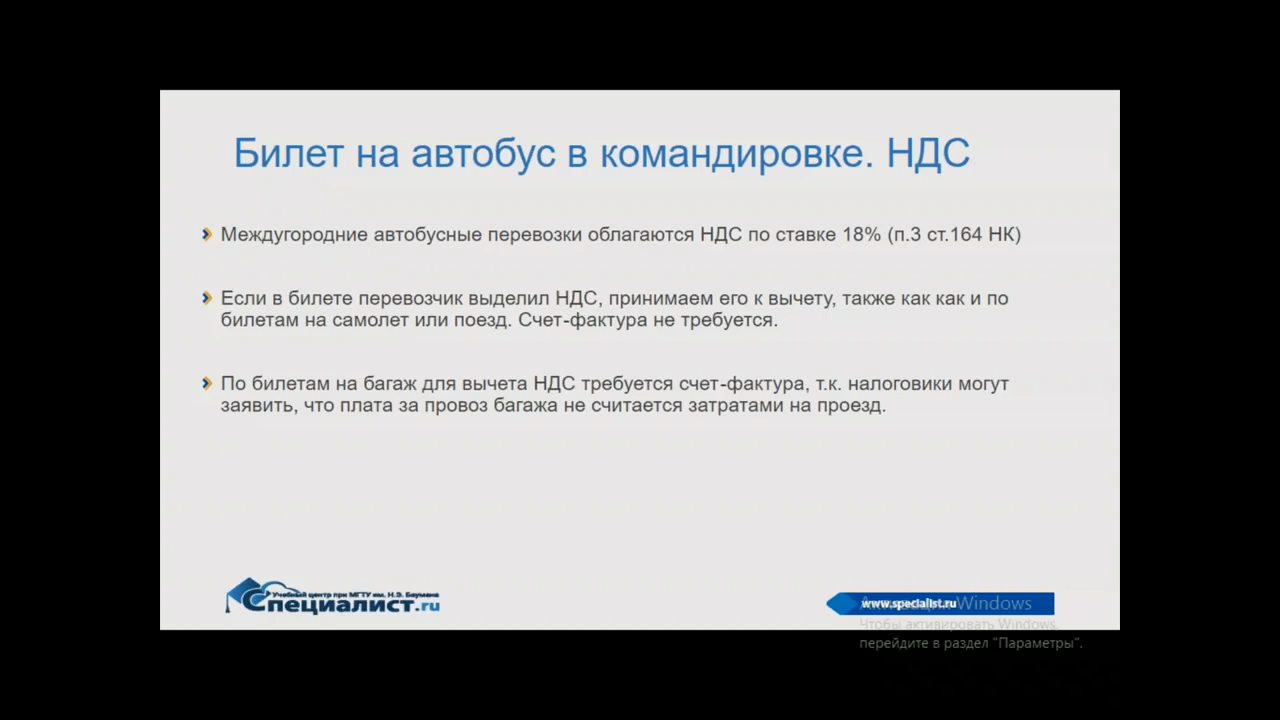 Билет на автобус в командировке. НДС
Междугородние автобусные перевозки облагаются НДС по ставке 18% (п.3 ст.164 НК)
Если в билете перевозчик выделил НДС, принимаем его к вычету, также как как и по
билетам на самолет или поезд. Счет-фактура не требуется.
По билетам на багаж для вычета НДС требуется счет-фактура, т.к. налоговики могут
заявить, что плата за провоз багажа не считается затратами на проезд.
Учебный центр при МГТУ им. Н.Э. Баумана
Специалист.ru
www.specialist.ru
Windows
Чтобы активировать Windows,
перейдите в раздел "Параметры".